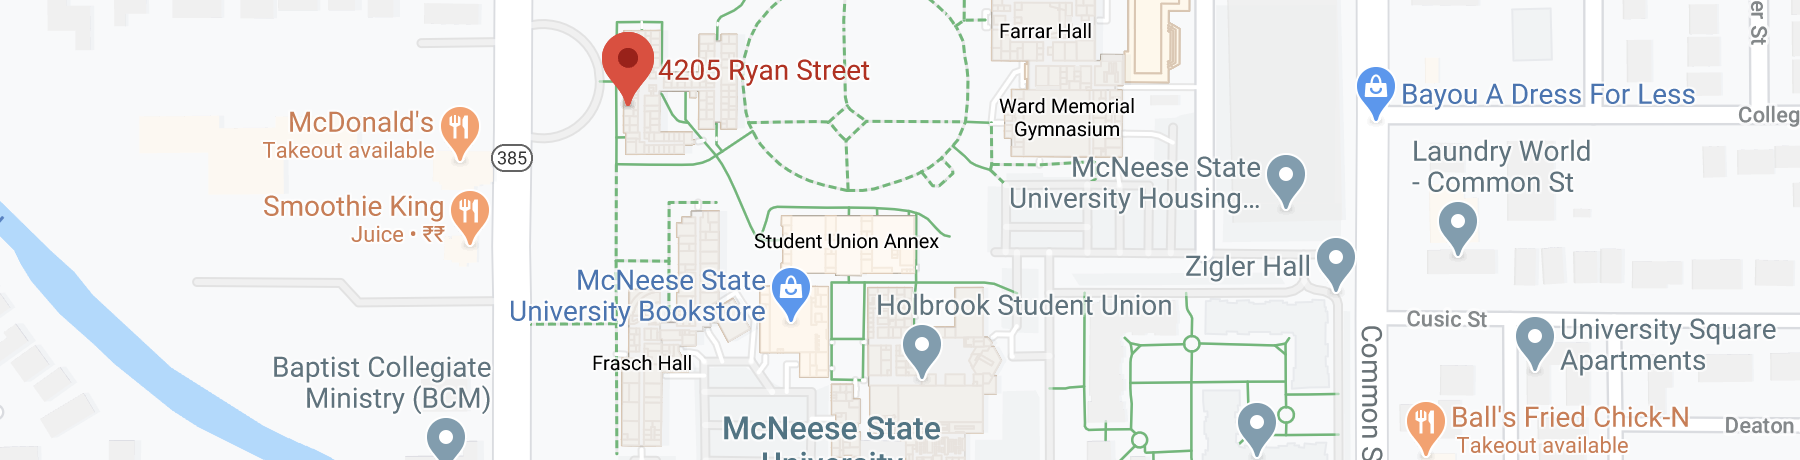 Farrar Hall
er St
4205 Ryan Street
Bayou A Dress For Less
McDonald's
Takeout available
Ward Memorial
Gymnasium
Colleg
385
McNeese State
University Housing...
Laundry World
- Common St
Smoothie King
Juice • ₹₹
Student Union Annex
Zigler Hall
McNeese State
University Bookstore
Holbrook Student Union
Cusic St
University Square
Apartments
Common S
Frasch Hall
Baptist Collegiate
Ministry (BCM)
McNeese State
University
Ball's Fried Chick-N
Takeout available
Deaton